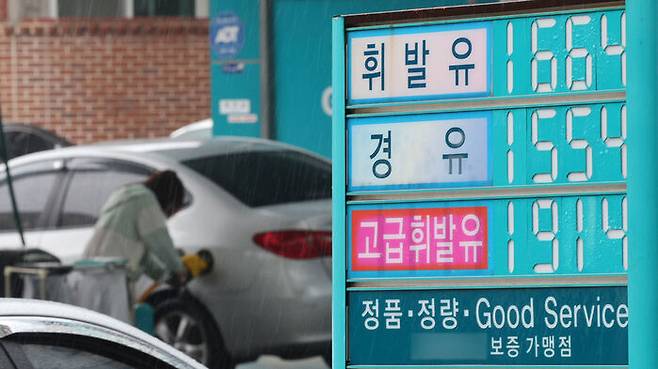 ADT
휘발유 1664
경유 1554
고급휘발유 1914
정품·정량·Good Service
보증 가맹점